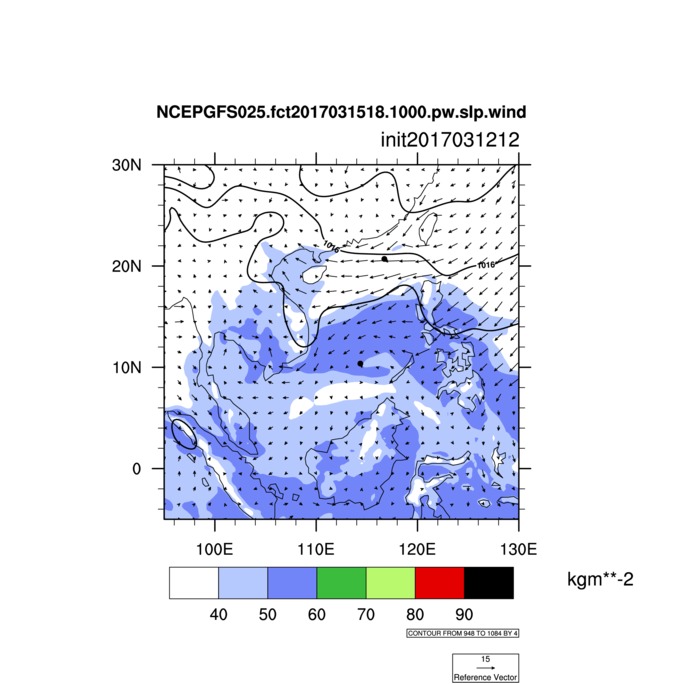 NCEPGFS025.fct2017031518.1000.pw.slp.wind
init2017031212
30N
1016
1016
20N
10N
0
100E 110E 120E 130E
kgm**-2
40 50 60 70 80 90
CONTOUR FROM 948 TO 1084 BY 4
15
Reference Vector